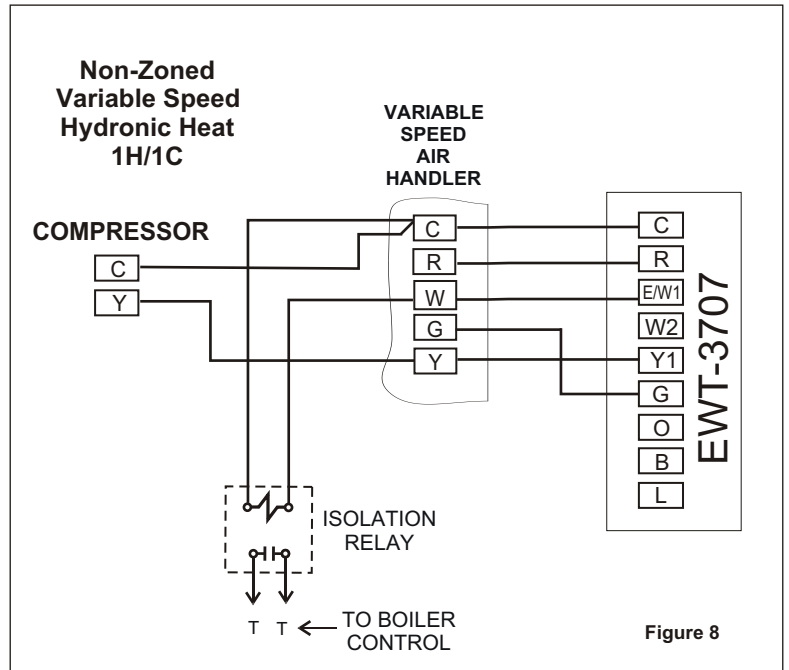 Non-Zoned
Variable Speed
Hydronic Heat
1H/1C
VARIABLE
SPEED
AIR
HANDLER
COMPRESSOR
C
Y
C
R
W
G
Y
C
R
E/W1
W2
Y1
G
O
B
L
EWT-3707
ISOLATION
RELAY
T T
TO BOILER
CONTROL
Figure 8